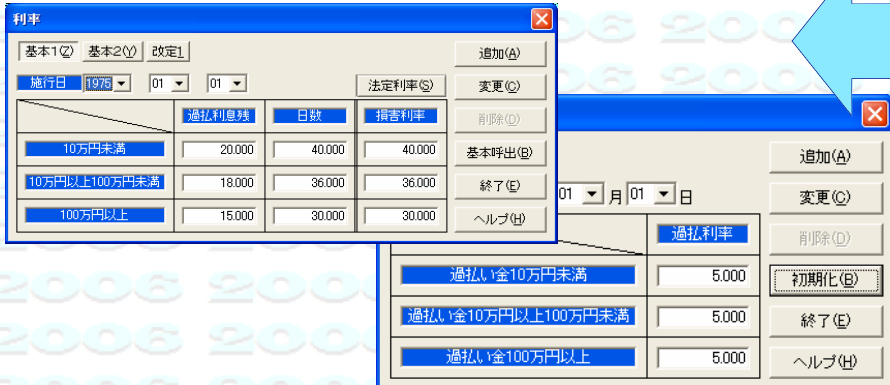 利率
基本1(Z) 基本2(Y) 改定1
追加(A)
施行日 1975 01 01 法定利率(S)
変更(C)
過払利息残 日数 損害利率
削除(D)
10万円未満 20.000 40.000 40.000
基本呼出(B)
10万円以上100万円未満 18.000 36.000 36.000
終了(E)
100万円以上 15.000 30.000 30.000
ヘルプ(H)
追加(A)
01 月 01 日
変更(C)
過払利率
削除(D)
過払い金10万円未満 5.000
初期化(B)
過払い金10万円以上100万円未満 5.000
終了(E)
過払い金100万円以上 5.000
ヘルプ(H)
2006 2006
2006 2006